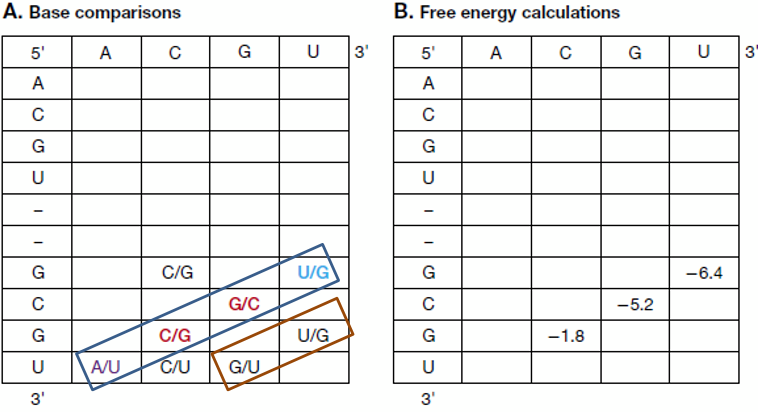 A. Base comparisons
5' A C G U 3'
A
C
G
U
–
–
G C/G U/G
C G/C
G C/G U/G
U A/U C/U G/U
3'
B. Free energy calculations
5' A C G U 3'
A
C
G
U
–
–
G −6.4
C −5.2
G −1.8
U
3'